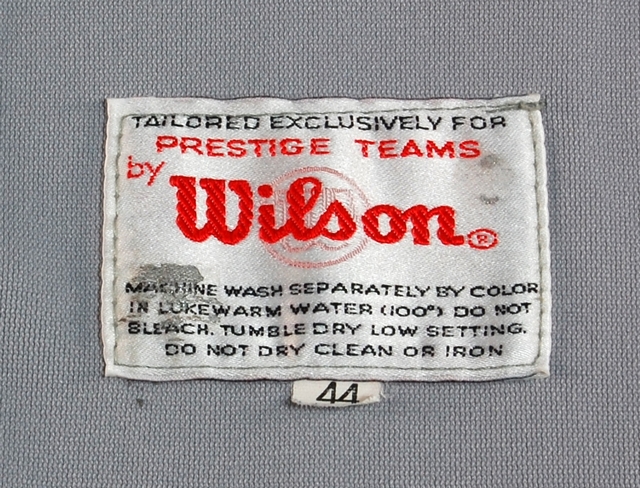 TAILORED EXCLUSIVELY FOR
PRESTIGE TEAMS
by
Wilson®
MACHINE WASH SEPARATELY BY COLOR
IN LUKEWARM WATER (100°) DO NOT
BLEACH. TUMBLE DRY LOW SETTING.
DO NOT DRY CLEAN OR IRON
44